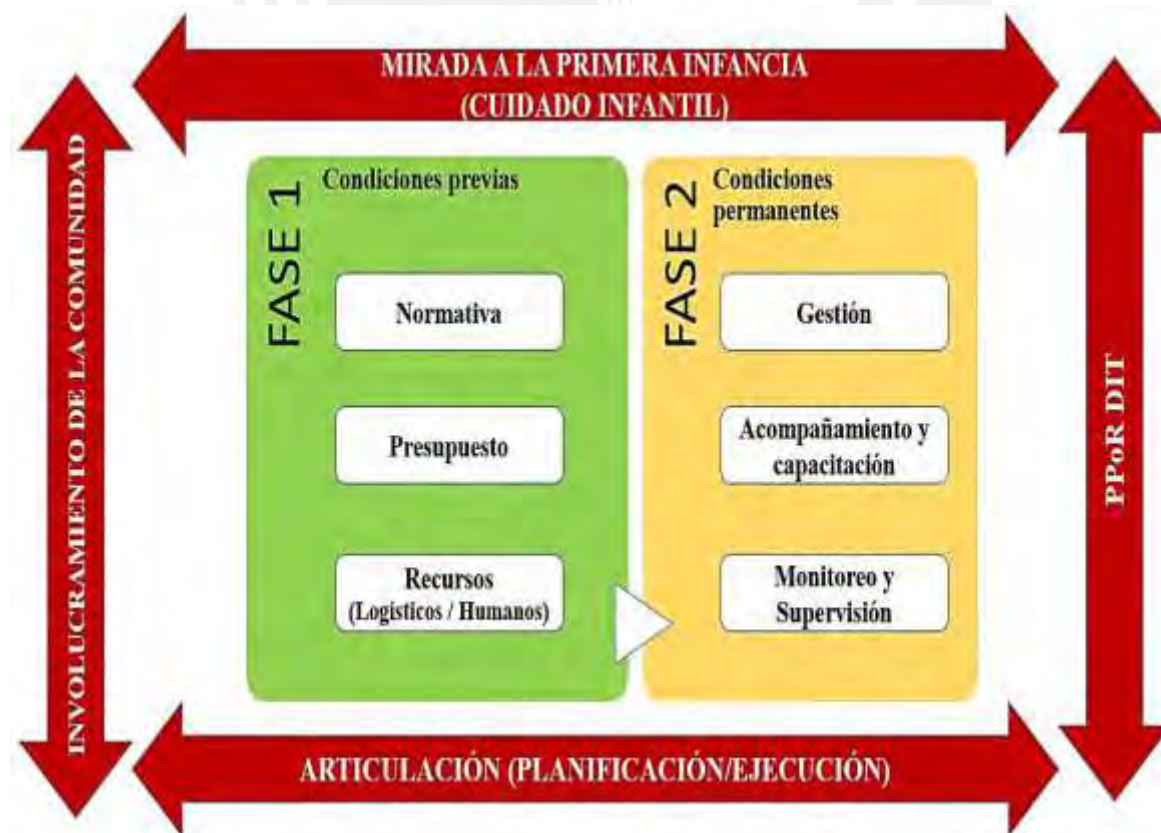 MIRADA A LA PRIMERA INFANCIA
(CUIDADO INFANTIL)
INVOLUCRAMIENTO DE LA COMUNIDAD
FASE 1
Condiciones previas
Normativa
Presupuesto
Recursos
(Logísticos / Humanos)
FASE 2
Condiciones
permanentes
Gestión
Acompañamiento y
capacitación
Monitoreo y
Supervisión
PPoR DIT
ARTICULACIÓN (PLANIFICACIÓN/EJECUCIÓN)